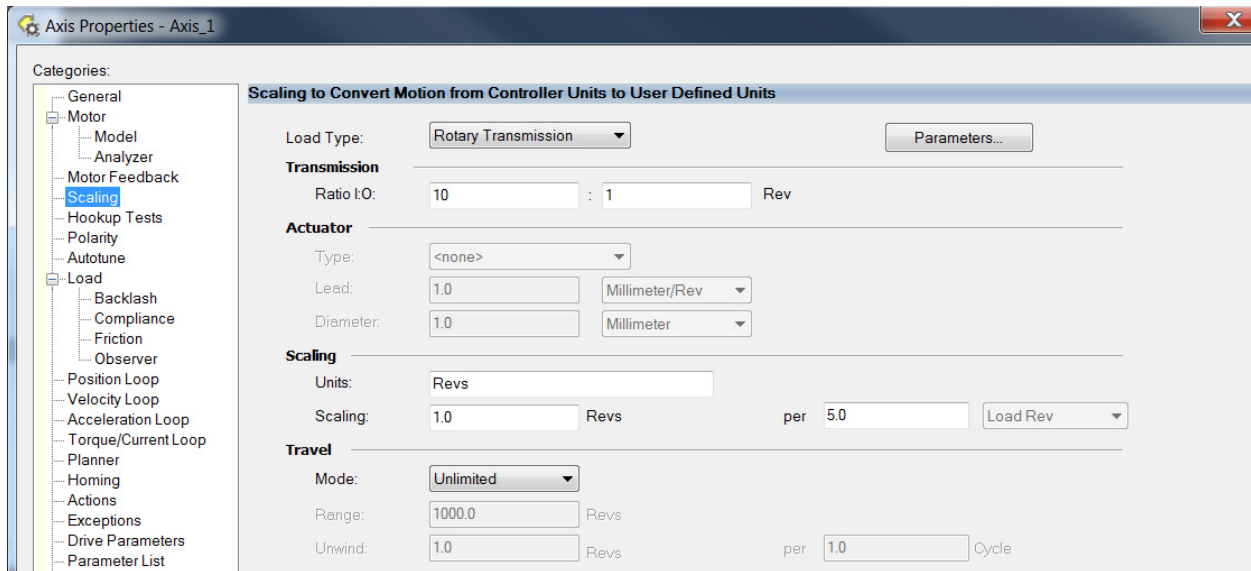 Axis Properties - Axis_1
X
Categories:
General
Motor
Model
Analyzer
Motor Feedback
Scaling
Hookup Tests
Polarity
Autotune
Load
Backlash
Compliance
Friction
Observer
Position Loop
Velocity Loop
Acceleration Loop
Torque/Current Loop
Planner
Homing
Actions
Exceptions
Drive Parameters
Parameter List
Scaling to Convert Motion from Controller Units to User Defined Units
Load Type: Rotary Transmission Parameters...
Transmission
Ratio I:O: 10 : 1 Rev
Actuator
Type: <none>
Lead: 1.0 Millimeter/Rev
Diameter: 1.0 Millimeter
Scaling
Units: Revs
Scaling: 1.0 Revs per 5.0 Load Rev
Travel
Mode: Unlimited
Range: 1000.0 Revs
Unwind: 1.0 Revs per 1.0 Cycle